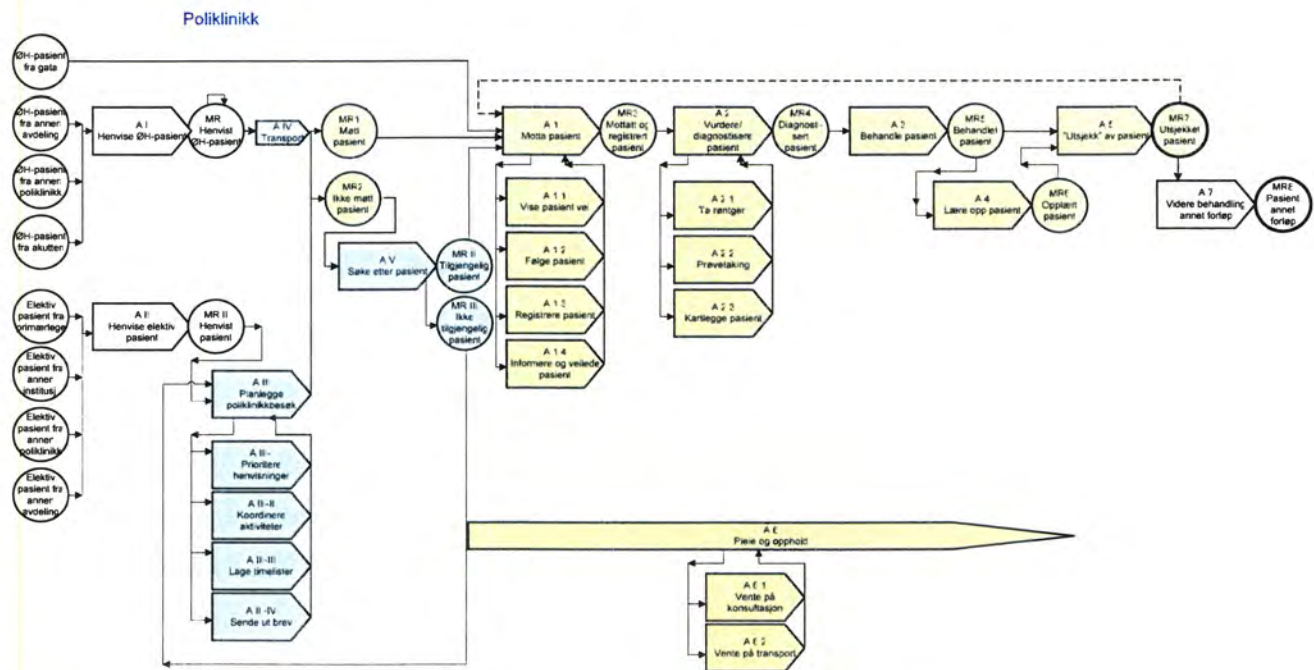 Poliklinikk
ØH-pasient
fra gata
ØH-pasient
fra anner
avdeling
ØH-pasient
fra anner
poliklinikk
ØH-pasient
fra akutten
A I
Henvise ØH-pasient
MR I
Henvist
ØH-pasient
A IV
Transport
MR1
Møtt
pasient
MR2
Ikke møtt
pasient
A V
Søke etter pasient
MR II
Tilgjengelig
pasient
MR III
Ikke
tilgjengelig
pasient
Elektiv
pasient fra
primærlege
Elektiv
pasient fra
anner
institusj
Elektiv
pasient fra
anner
poliklinikk
Elektiv
pasient fra
anner
avdeling
A II
Henvise elektiv
pasient
MR II
Henvist
pasient
A III
Planlegge
poliklinikkbesøk
A III-
Prioritere
henvisninger
A III-II
Koordinere
aktiviteter
A III-III
Lage timelister
A II-IV
Sende ut brev
A 1
Motta pasient
A 1 1
Vise pasient vei
A 1 2
Følge pasient
A 1 3
Registrere pasient
A 1 4
Informere og veilede
pasient
MR3
Mottatt og
registrert
pasient
A 2
Vurdere/
diagnostisere
pasient
A 2 1
Ta røntger
A 2 2
Prøvetaking
A 2 3
Kartlegge pasient
MR4
Diagnost-
isert
pasient
A 3
Behandle pasient
MR5
Behandlet
pasient
A 4
Lære opp pasient
MR6
Opplært
pasient
A 5
"Utsjekk" av pasient
MR7
Utsjekket
pasient
A 7
Videre behandling
annet forløp
MR8
Pasient
annet
forløp
A 6
Pleie og opphold
A 6 1
Vente på
konsultasjon
A 6 2
Vente på transport